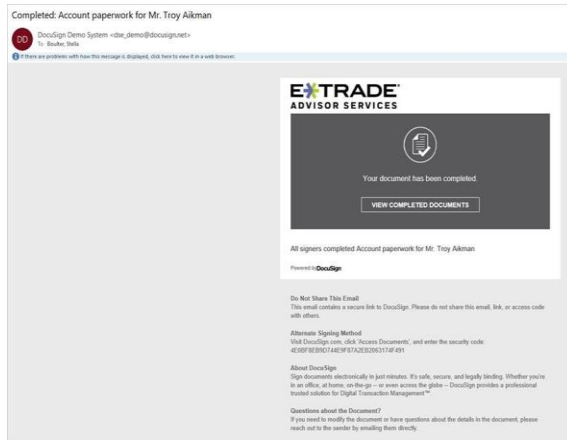 Completed: Account paperwork for Mr. Troy Aikman
DD
DocuSign Demo System <dse_demo@docusign.net>
To Boulter, Stella
If there are problems with how this message is displayed, click here to view it in a web browser.
E*TRADE
ADVISOR SERVICES
Your document has been completed.
VIEW COMPLETED DOCUMENTS
All signers completed Account paperwork for Mr. Troy Aikman
Powered by DocuSign
Do Not Share This Email
This email contains a secure link to DocuSign. Please do not share this email, link, or access code
with others.
Alternate Signing Method
Visit DocuSign.com, click 'Access Documents', and enter the security code:
About DocuSign
Sign documents electronically in just minutes. It's safe, secure, and legally binding. Whether you're
in an office, at home, on-the-go -- or even across the globe -- DocuSign provides a professional
trusted solution for Digital Transaction Management™
Questions about the Document?
If you need to modify the document or have questions about the details in the document, please
reach out to the sender by emailing them directly.